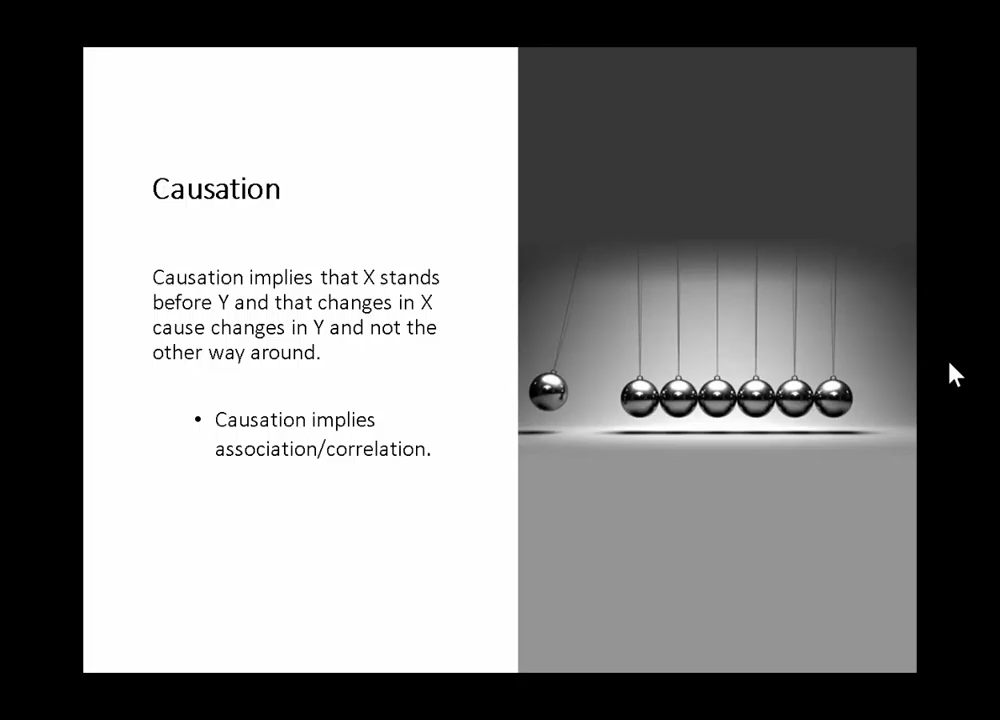 Causation
Causation implies that X stands
before Y and that changes in X
cause changes in Y and not the
other way around.
• Causation implies
association/correlation.